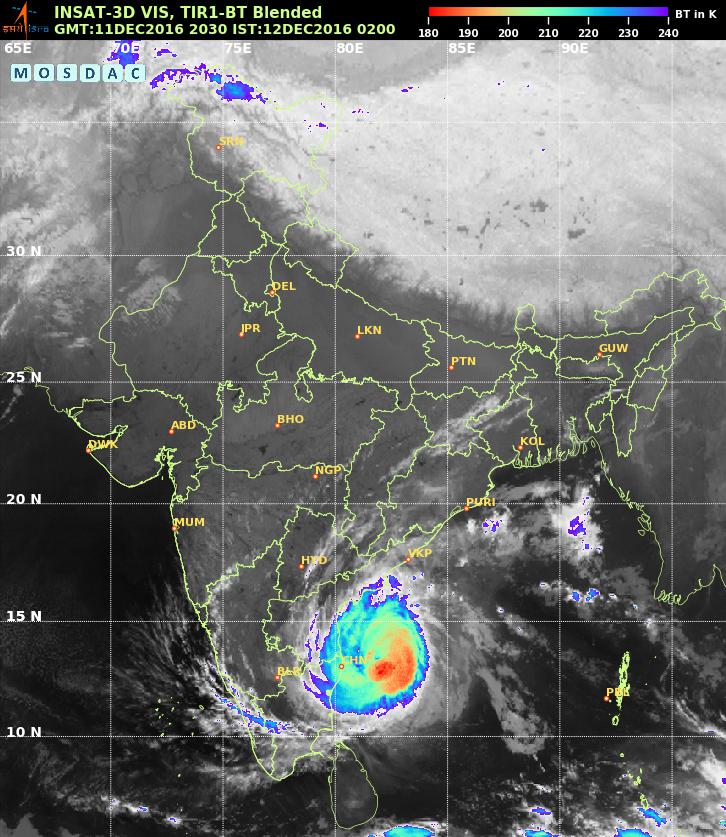 INSAT-3D VIS, TIR1-BT Blended
GMT:11DEC2016 2030 IST:12DEC2016 0200
BT in K
180 190 200 210 220 230 240
65E 70E 75E 80E 85E 90E
MOSDAC
SRN
30 N
DEL
JPR LKN
GUW
PTN
25 N
ABD BHO
DWK KOL
NGP
20 N
PURI
MUM
VKP
HYD
15 N
CHN
BLR
PBL
10 N